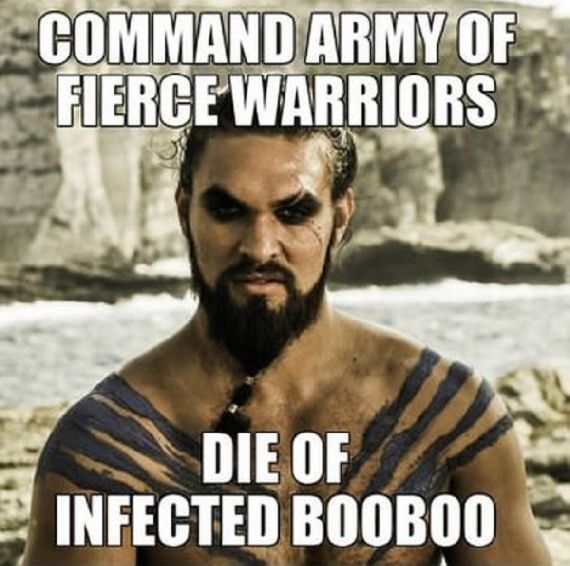 COMMAND ARMY OF
FIERCE WARRIORS
DIE OF
INFECTED BOOBOO